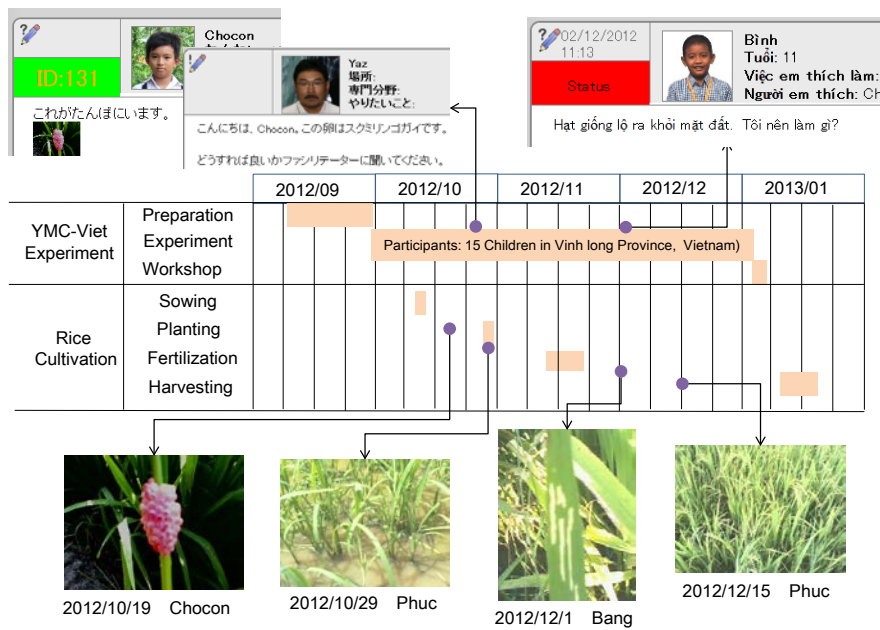 Chocon
ID:131
これがたんぼにいます。
Yaz
場所:
専門分野:
やりたいこと:
こんにちは、Chocon。この卵はスクミリンゴガイです。
どうすれば良いかファシリテーターに聞いてください。
02/12/2012
11:13
Status
Bình
Tuổi: 11
Việc em thích làm:
Người em thích: Ch
Hạt giống lộ ra khỏi mặt đất. Tôi nên làm gì?
2012/09 2012/10 2012/11 2012/12 2013/01
YMC-Viet
Experiment
Preparation
Experiment
Workshop
Participants: 15 Children in Vinh long Province, Vietnam)
Rice
Cultivation
Sowing
Planting
Fertilization
Harvesting
2012/10/19 Chocon
2012/10/29 Phuc
2012/12/1 Bang
2012/12/15 Phuc